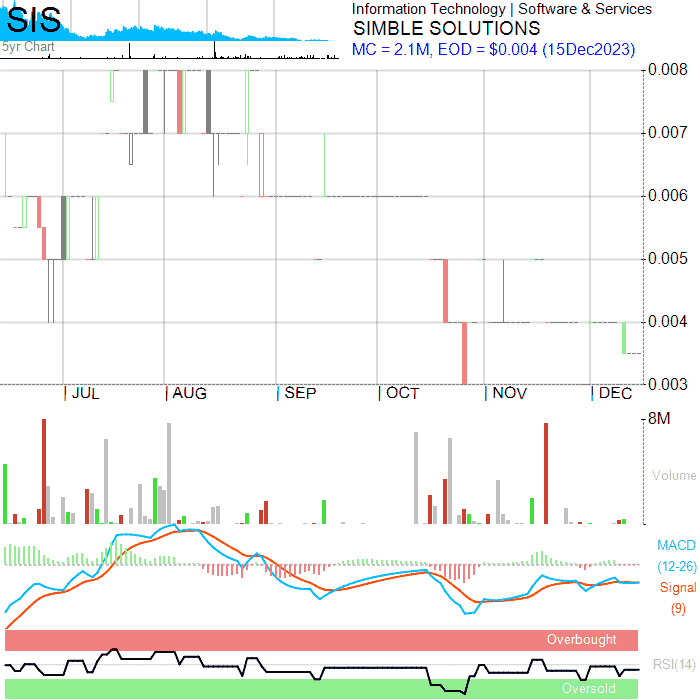 SIS
5yr Chart
Information Technology | Software & Services
SIMBLE SOLUTIONS
MC = 2.1M, EOD = $0.004 (15Dec2023)
0.008
0.007
0.006
0.005
0.004
0.003
JUL AUG SEP OCT NOV DEC
8M
Volume
MACD
(12-26)
Signal
(9)
Overbought
RSI(14)
Oversold